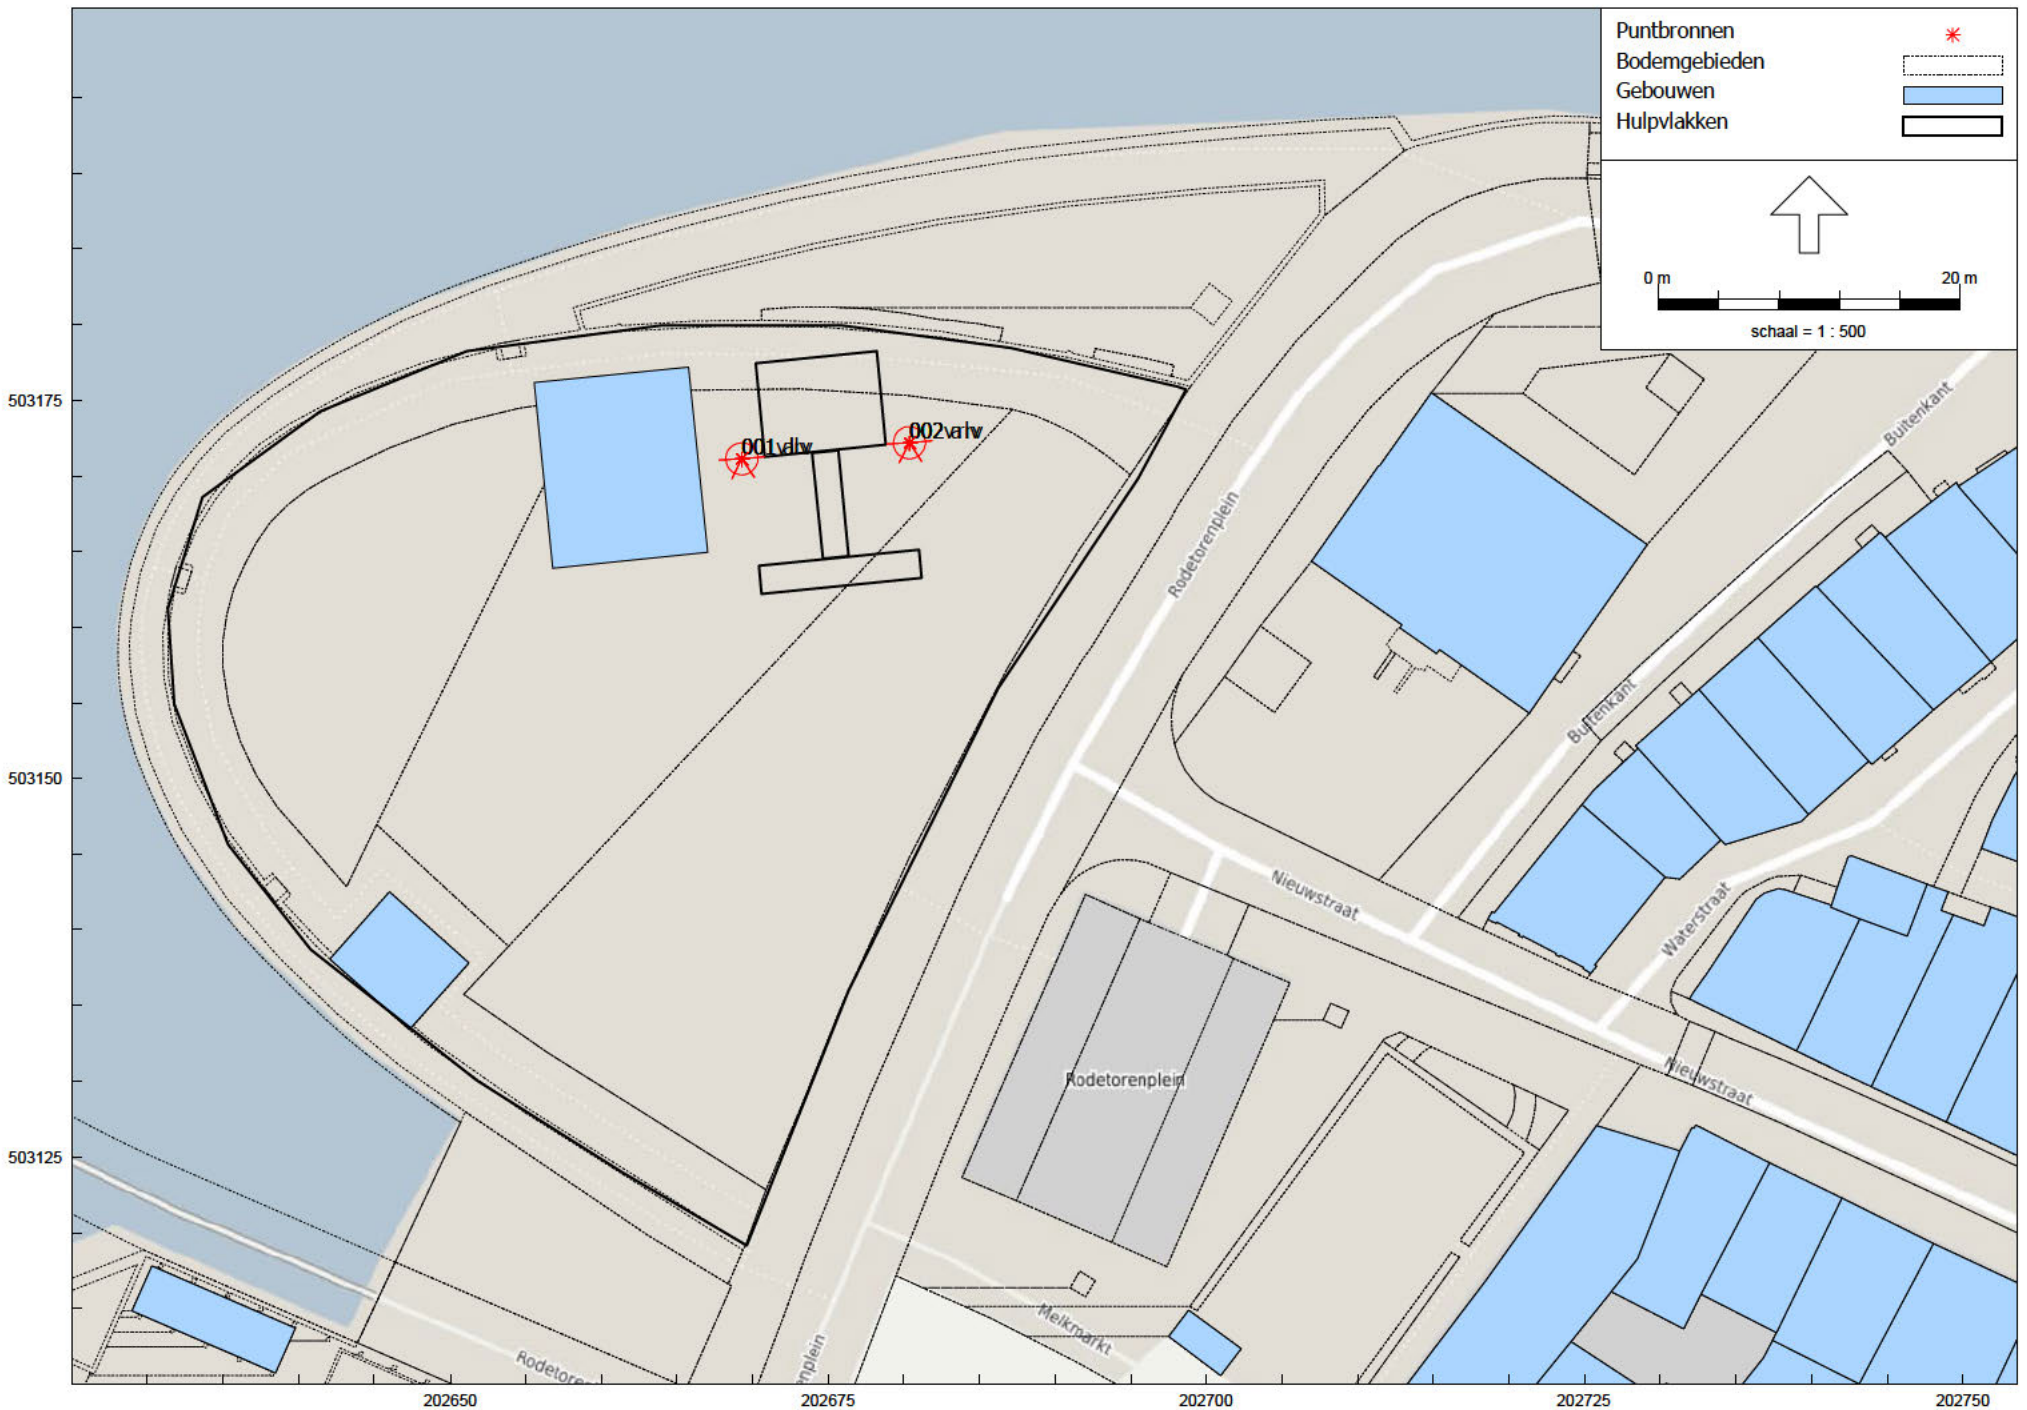 Puntbronnen
Bodemgebieden
Gebouwen
Hulpvlakken
0 m
20 m
schaal = 1 : 500
503175
503150
503125
202650
202675
202700
202725
202750
Buitenkant
Rodetorenplein
Buitenkant
Nieuwstraat
Waterstraat
Nieuwstraat
Rodetorenplein
Melkmarkt